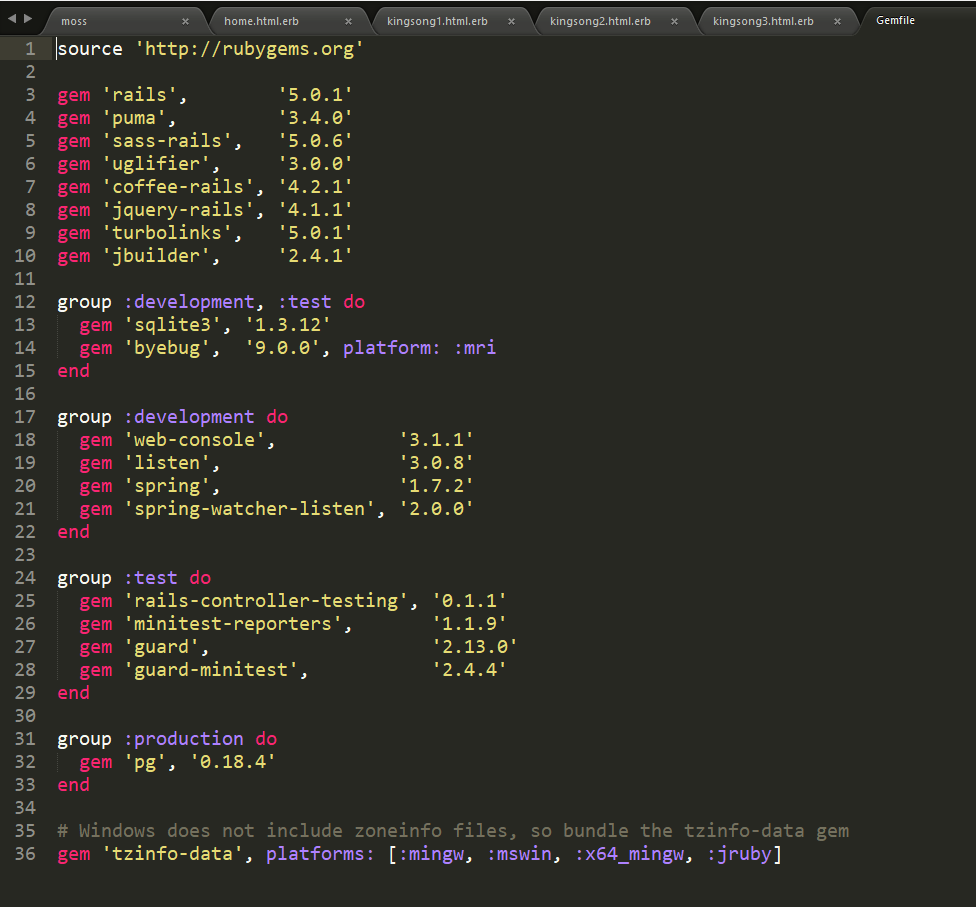 moss × home.html.erb × kingsong1.html.erb × kingsong2.html.erb × kingsong3.html.erb × Gemfile
1 source 'http://rubygems.org'
2
3 gem 'rails',        '5.0.1'
4 gem 'puma',         '3.4.0'
5 gem 'sass-rails',   '5.0.6'
6 gem 'uglifier',     '3.0.0'
7 gem 'coffee-rails', '4.2.1'
8 gem 'jquery-rails', '4.1.1'
9 gem 'turbolinks',   '5.0.1'
10 gem 'jbuilder',     '2.4.1'
11
12 group :development, :test do
13   gem 'sqlite3', '1.3.12'
14   gem 'byebug',  '9.0.0', platform: :mri
15 end
16
17 group :development do
18   gem 'web-console',           '3.1.1'
19   gem 'listen',                '3.0.8'
20   gem 'spring',                '1.7.2'
21   gem 'spring-watcher-listen', '2.0.0'
22 end
23
24 group :test do
25   gem 'rails-controller-testing', '0.1.1'
26   gem 'minitest-reporters',       '1.1.9'
27   gem 'guard',                    '2.13.0'
28   gem 'guard-minitest',           '2.4.4'
29 end
30
31 group :production do
32   gem 'pg', '0.18.4'
33 end
34
35 # Windows does not include zoneinfo files, so bundle the tzinfo-data gem
36 gem 'tzinfo-data', platforms: [:mingw, :mswin, :x64_mingw, :jruby]